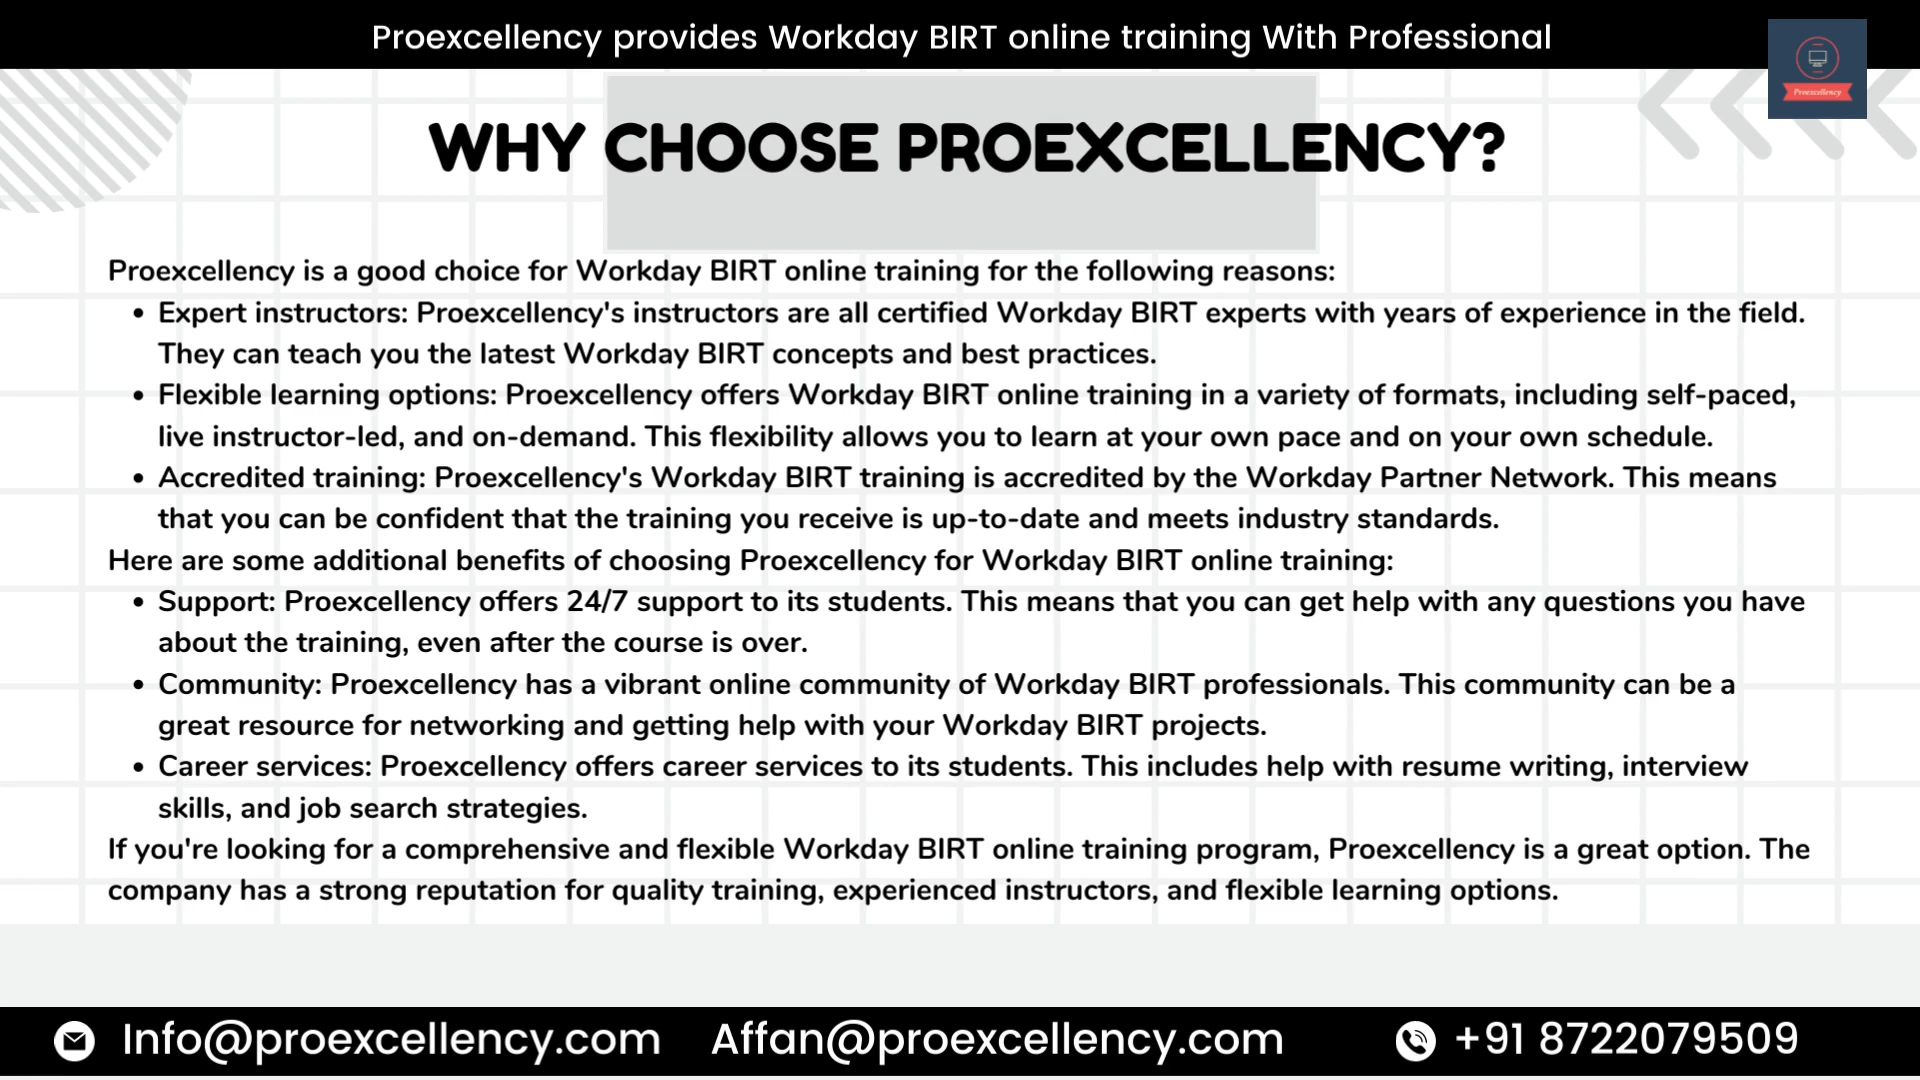 Proexcellency provides Workday BIRT online training With Professional
Proexcellency
WHY CHOOSE PROEXCELLENCY?
Proexcellency is a good choice for Workday BIRT online training for the following reasons:
• Expert instructors: Proexcellency's instructors are all certified Workday BIRT experts with years of experience in the field.
They can teach you the latest Workday BIRT concepts and best practices.
• Flexible learning options: Proexcellency offers Workday BIRT online training in a variety of formats, including self-paced,
live instructor-led, and on-demand. This flexibility allows you to learn at your own pace and on your own schedule.
• Accredited training: Proexcellency's Workday BIRT training is accredited by the Workday Partner Network. This means
that you can be confident that the training you receive is up-to-date and meets industry standards.
Here are some additional benefits of choosing Proexcellency for Workday BIRT online training:
• Support: Proexcellency offers 24/7 support to its students. This means that you can get help with any questions you have
about the training, even after the course is over.
• Community: Proexcellency has a vibrant online community of Workday BIRT professionals. This community can be a
great resource for networking and getting help with your Workday BIRT projects.
• Career services: Proexcellency offers career services to its students. This includes help with resume writing, interview
skills, and job search strategies.
If you're looking for a comprehensive and flexible Workday BIRT online training program, Proexcellency is a great option. The
company has a strong reputation for quality training, experienced instructors, and flexible learning options.
Info@proexcellency.com Affan@proexcellency.com +91 8722079509